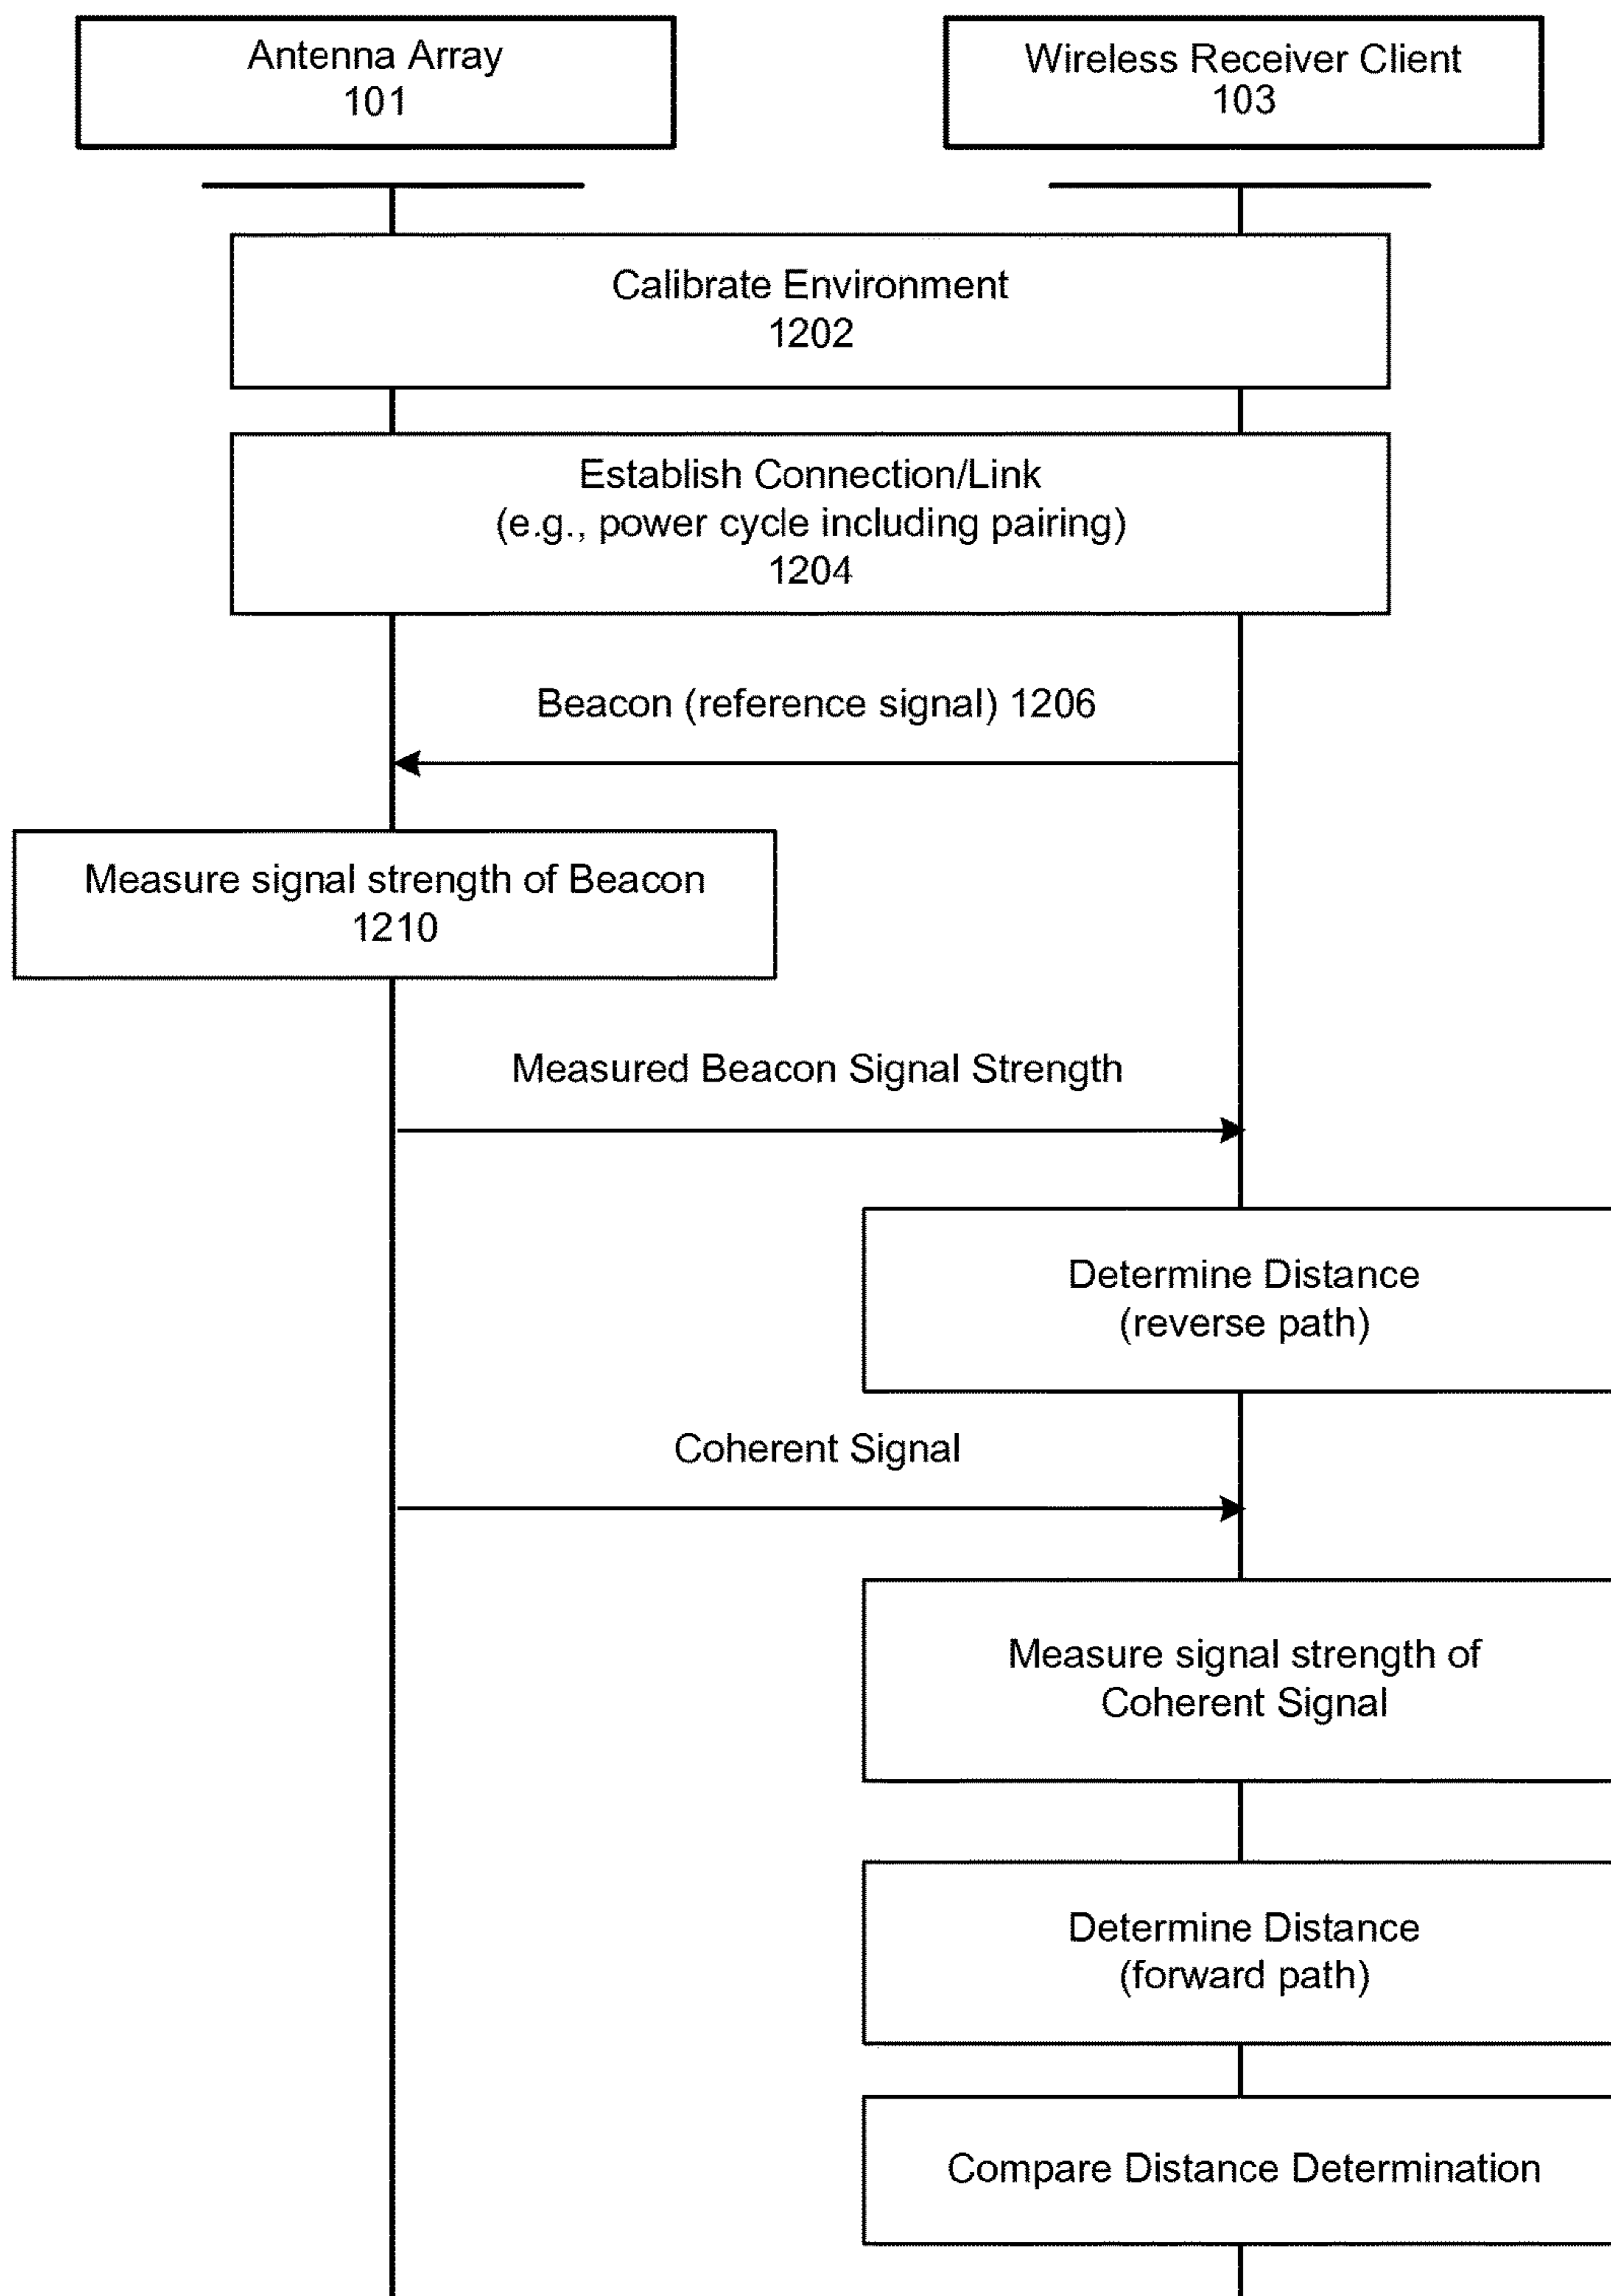 Antenna Array
101
Wireless Receiver Client
103
Calibrate Environment
1202
Establish Connection/Link
(e.g., power cycle including pairing)
1204
Beacon (reference signal) 1206
Measure signal strength of Beacon
1210
Measured Beacon Signal Strength
Determine Distance
(reverse path)
Coherent Signal
Measure signal strength of
Coherent Signal
Determine Distance
(forward path)
Compare Distance Determination